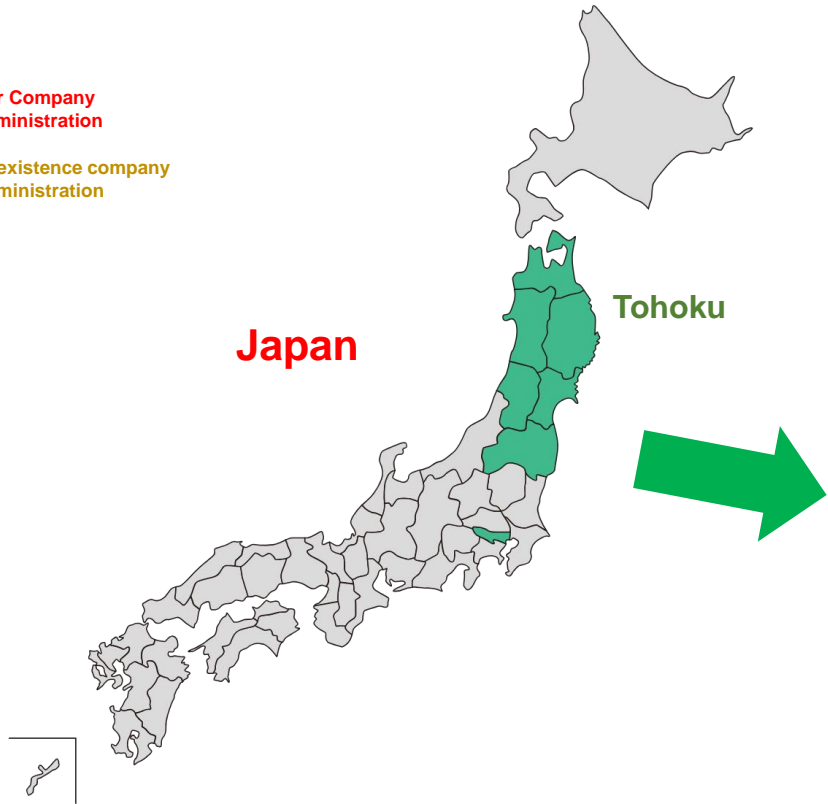 r Company
ministration
existence company
ministration
Tohoku
Japan